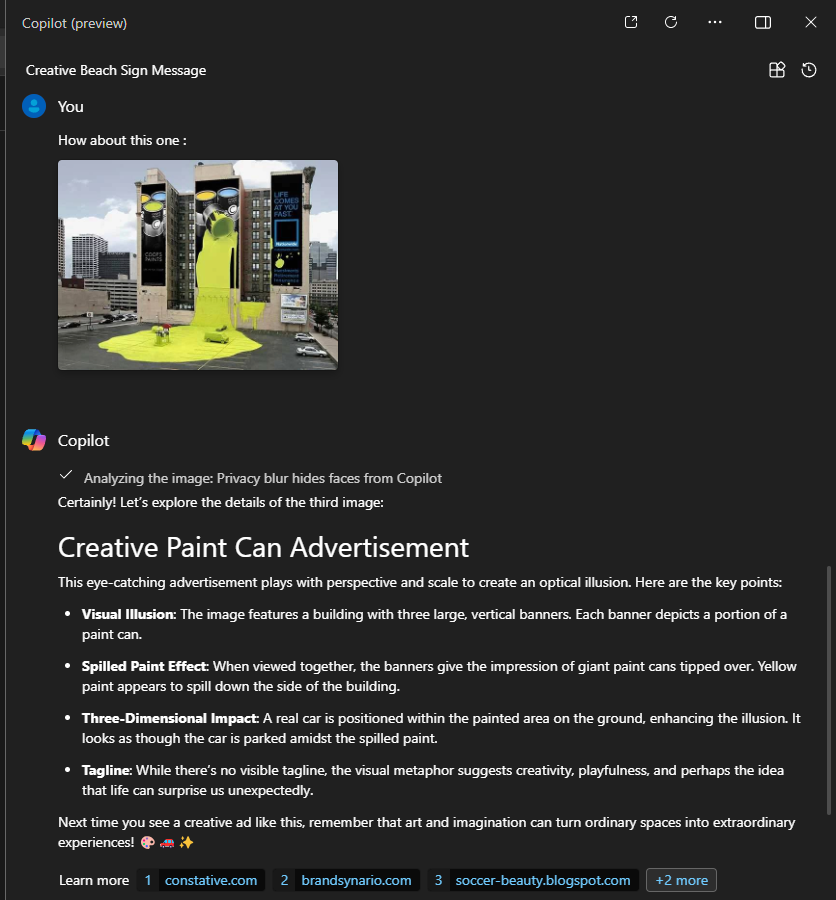 Copilot (preview)
Creative Beach Sign Message
You
How about this one :
COOP'S
PAINTS
LIFE
COMES
AT YOU
FAST.
Nationwide
Copilot
Analyzing the image: Privacy blur hides faces from Copilot
Certainly! Let’s explore the details of the third image:
Creative Paint Can Advertisement
This eye-catching advertisement plays with perspective and scale to create an optical illusion. Here are the key points:
• Visual Illusion: The image features a building with three large, vertical banners. Each banner depicts a portion of a
paint can.
• Spilled Paint Effect: When viewed together, the banners give the impression of giant paint cans tipped over. Yellow
paint appears to spill down the side of the building.
• Three-Dimensional Impact: A real car is positioned within the painted area on the ground, enhancing the illusion. It
looks as though the car is parked amidst the spilled paint.
• Tagline: While there’s no visible tagline, the visual metaphor suggests creativity, playfulness, and perhaps the idea
that life can surprise us unexpectedly.
Next time you see a creative ad like this, remember that art and imagination can turn ordinary spaces into extraordinary
experiences! 🎨 🚗 ✨
Learn more 1 constative.com 2 brandsynario.com 3 soccer-beauty.blogspot.com +2 more